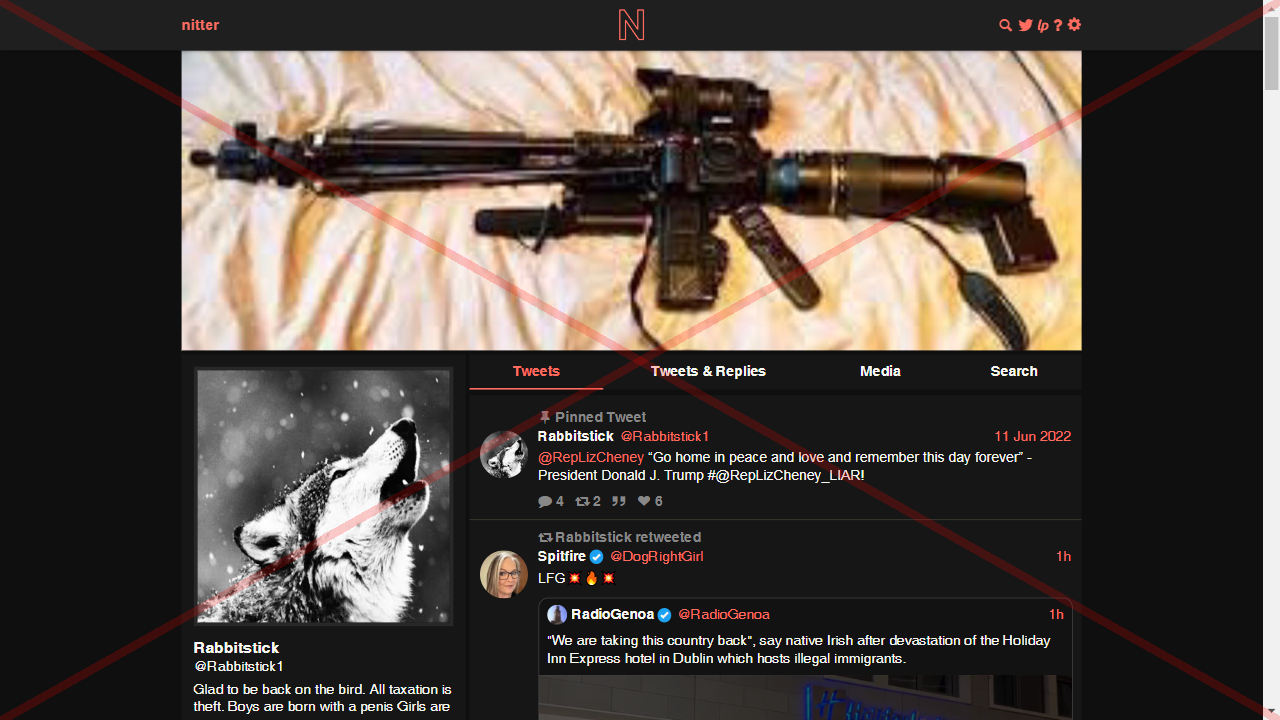 nitter
N
lp ?
Tweets Tweets & Replies Media Search
Pinned Tweet
Rabbitstick @Rabbitstick1 11 Jun 2022
@RepLizCheney “Go home in peace and love and remember this day forever” -
President Donald J. Trump #@RepLizCheney_LIAR!
4 2 6
Rabbitstick retweeted
Spitfire @DogRightGirl 1h
LFG💥🔥💥
RadioGenoa @RadioGenoa 1h
"We are taking this country back", say native Irish after devastation of the Holiday
Inn Express hotel in Dublin which hosts illegal immigrants.
Rabbitstick
@Rabbitstick1
Glad to be back on the bird. All taxation is
theft. Boys are born with a penis Girls are